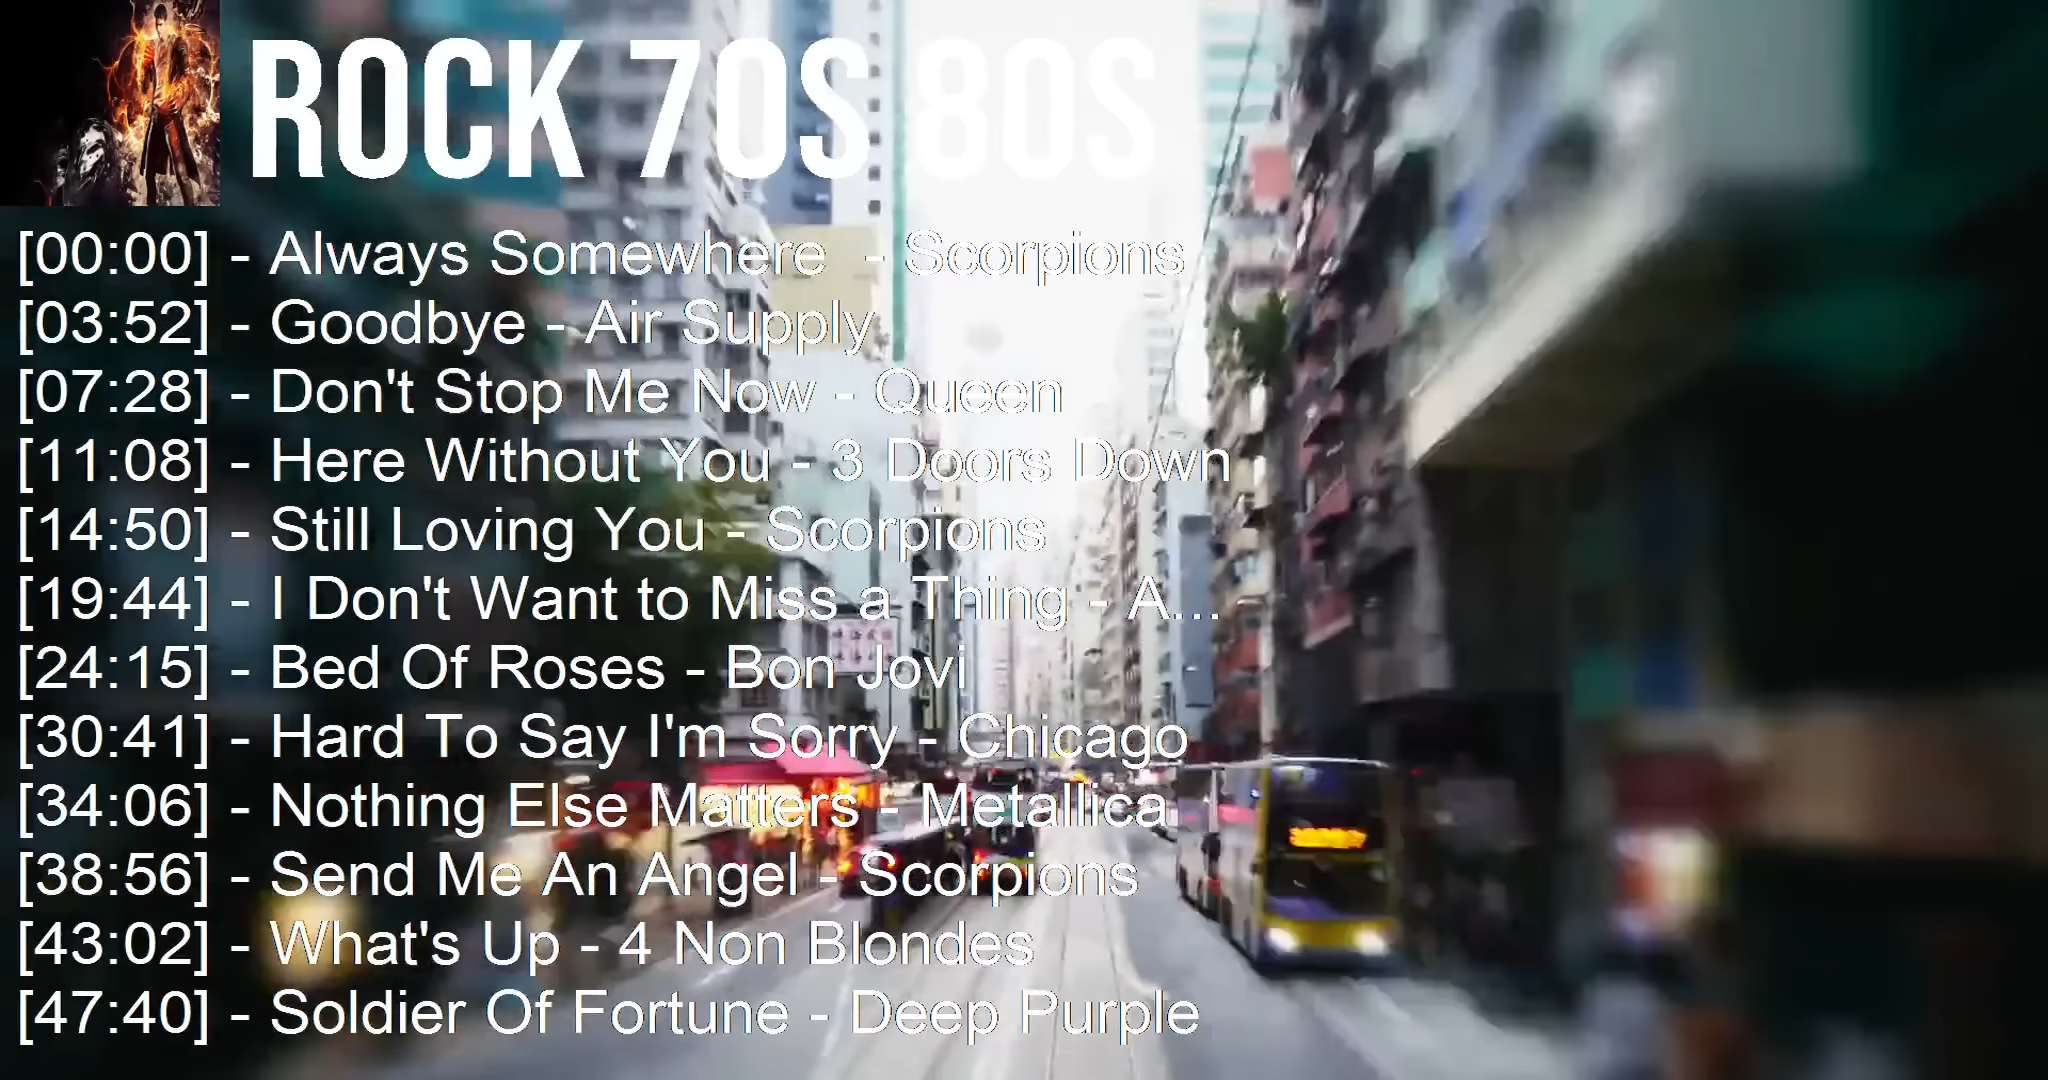 ROCK 70S 80S
[00:00] - Always Somewhere  - Scorpions
[03:52] - Goodbye - Air Supply
[07:28] - Don't Stop Me Now - Queen
[11:08] - Here Without You - 3 Doors Down
[14:50] - Still Loving You - Scorpions
[19:44] - I Don't Want to Miss a Thing - A...
[24:15] - Bed Of Roses - Bon Jovi
[30:41] - Hard To Say I'm Sorry - Chicago
[34:06] - Nothing Else Matters - Metallica
[38:56] - Send Me An Angel - Scorpions
[43:02] - What's Up - 4 Non Blondes
[47:40] - Soldier Of Fortune - Deep Purple